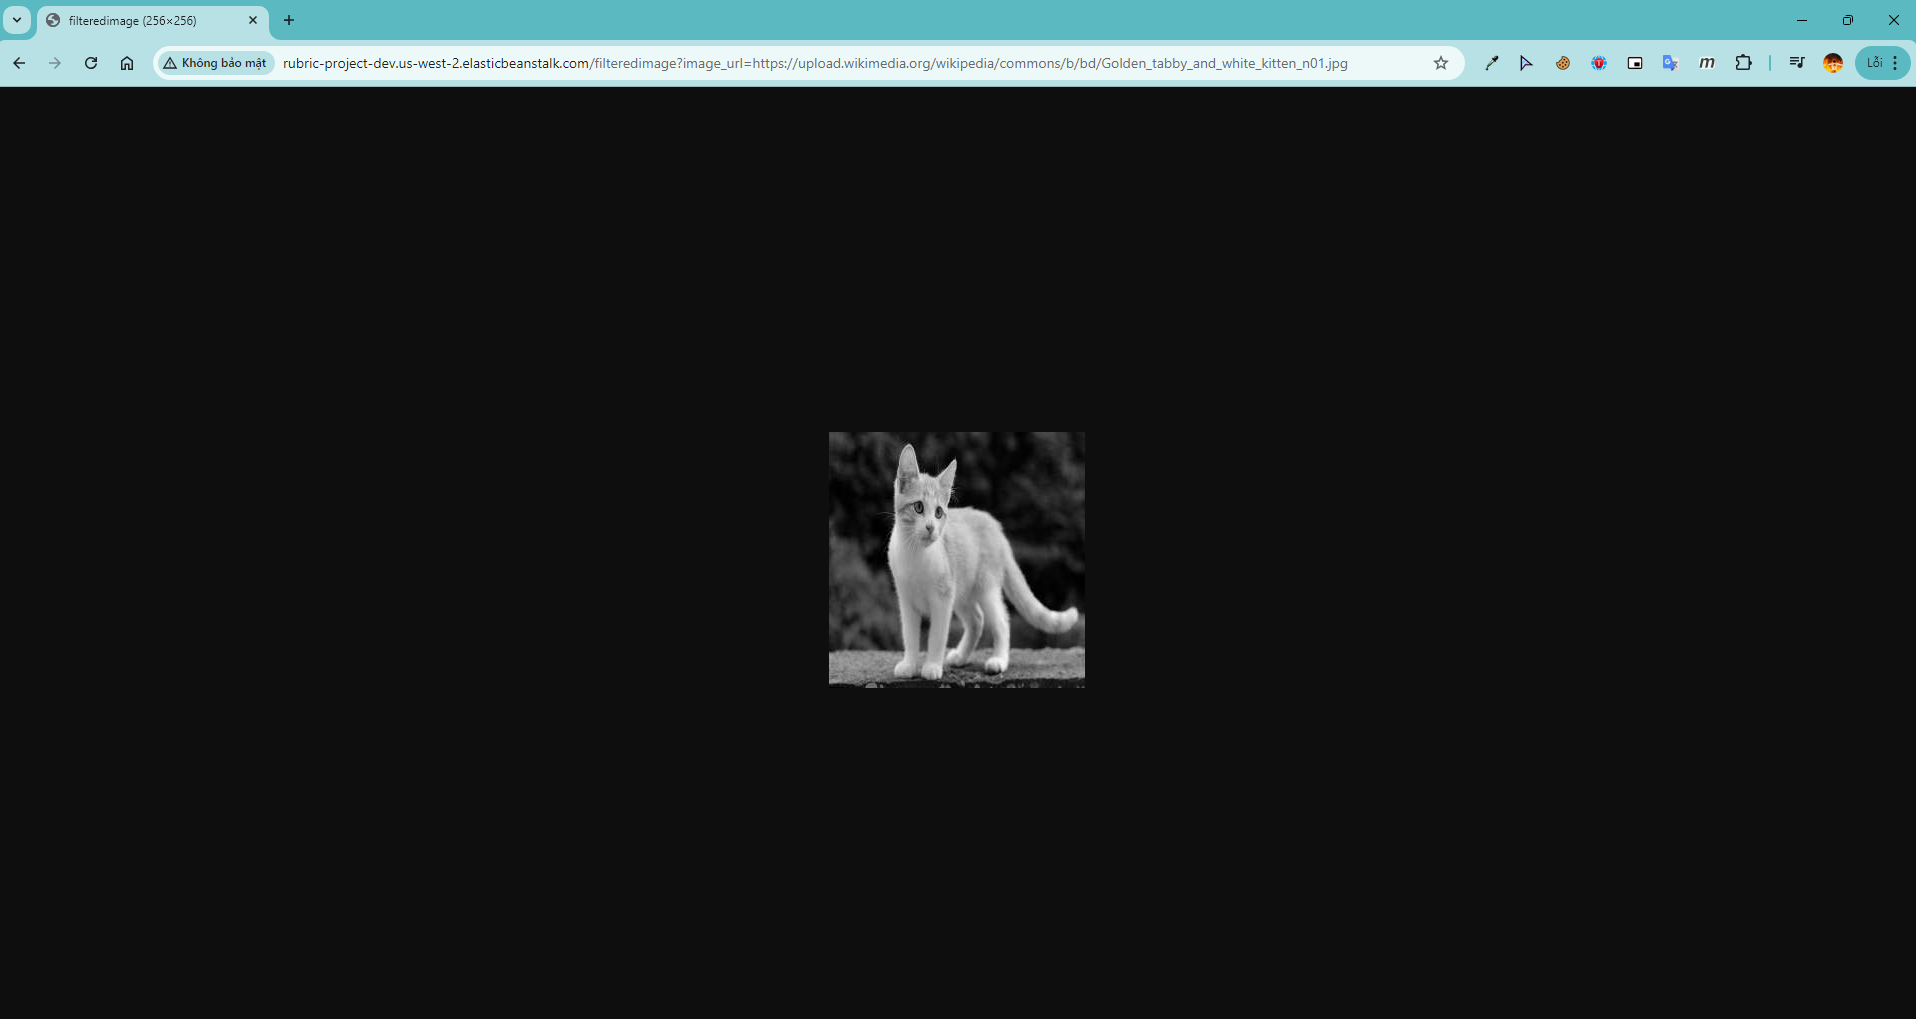 filteredimage (256×256)
Không bảo mật
rubric-project-dev.us-west-2.elasticbeanstalk.com/filteredimage?image_url=https://upload.wikimedia.org/wikipedia/commons/b/bd/Golden_tabby_and_white_kitten_n01.jpg
m
Lỗi